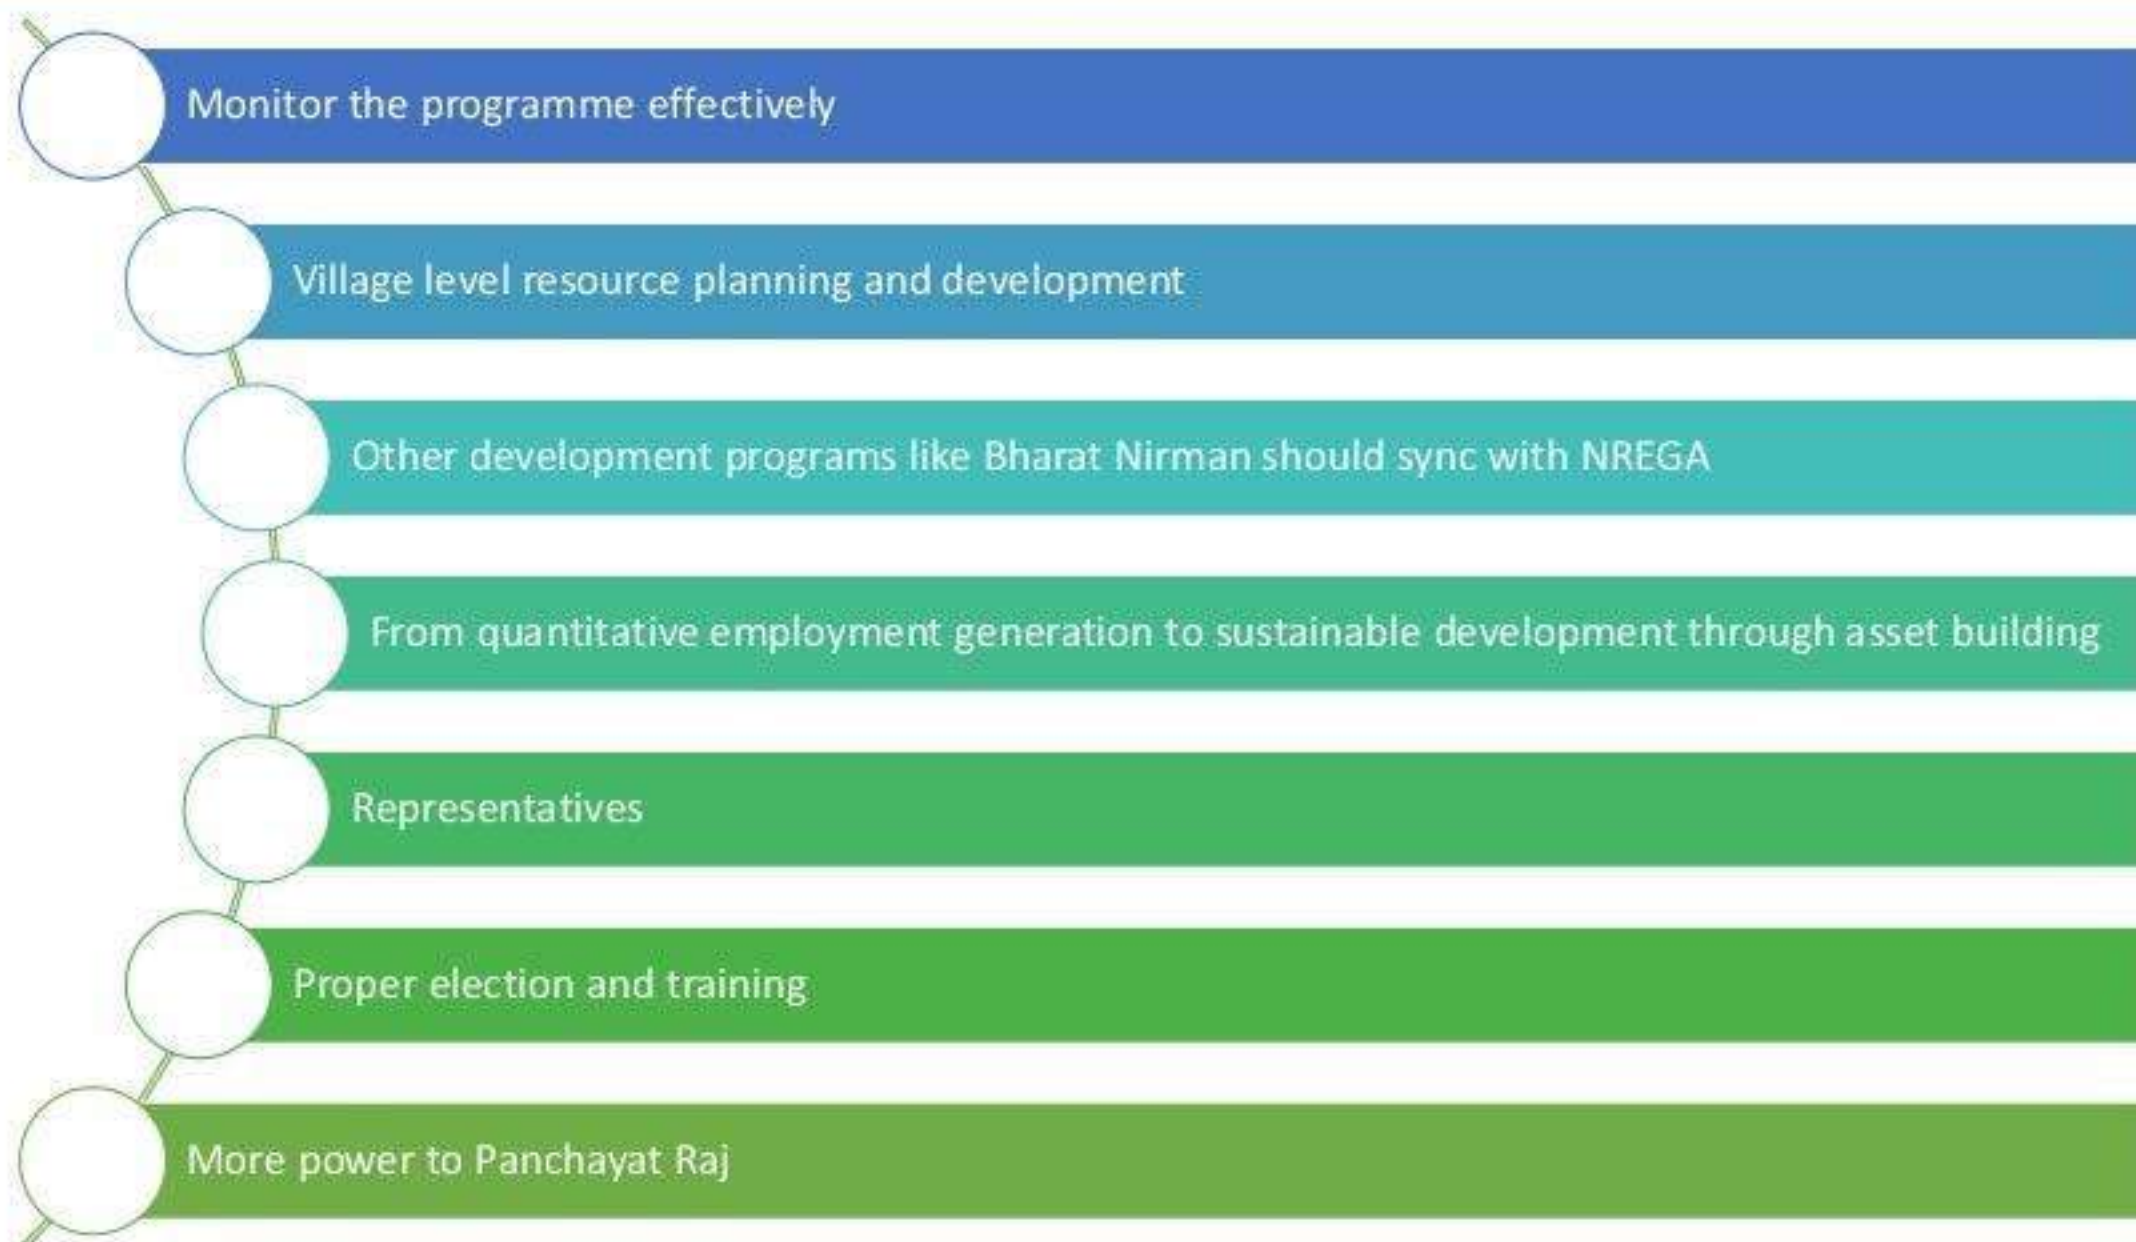 Monitor the programme effectively
Village level resource planning and development
Other development programs like Bharat Nirman should sync with NREGA
From quantitative employment generation to sustainable development through asset building
Representatives
Proper election and training
More power to Panchayat Raj